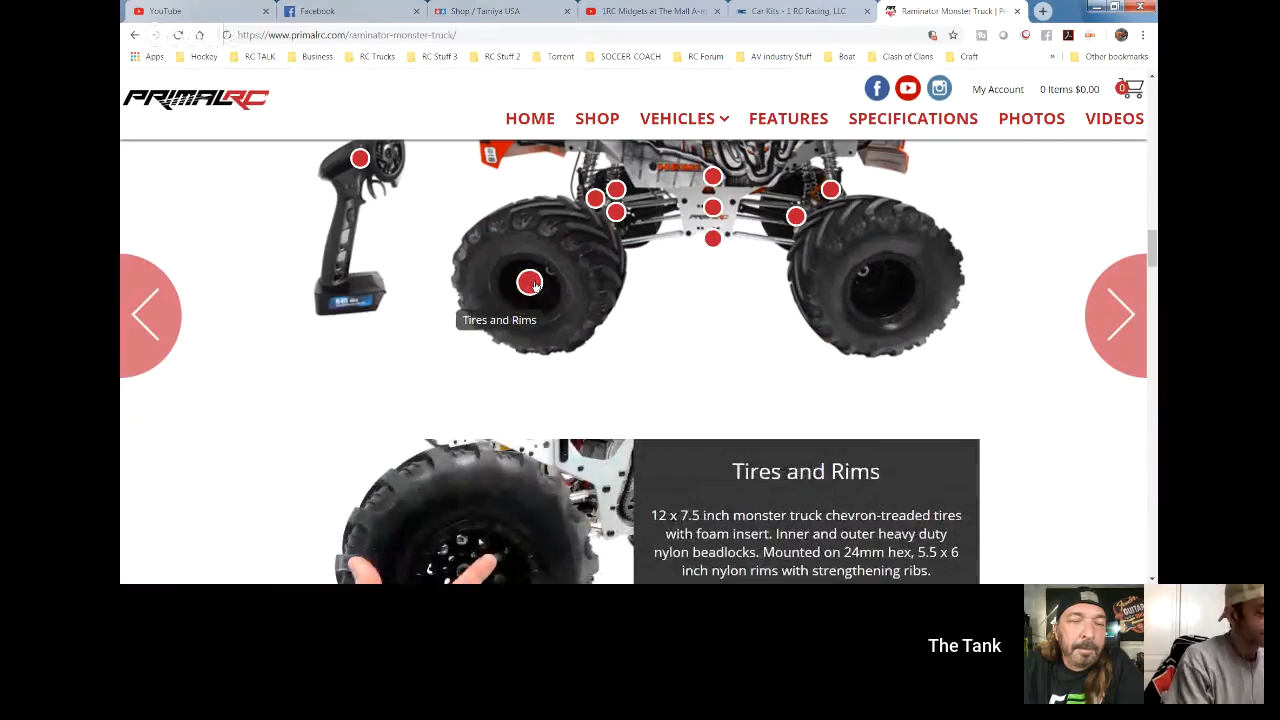 YouTube
Facebook
Shop / Tamiya USA
1RC Midgets at The Mall A-m
Car Kits - 1 RC Racing, LLC
Raminator Monster Truck | Pri
https://www.primalrc.com/raminator-monster-truck/
Apps
Hockey
RC TALK
Business
RC Trucks
RC Stuff 3
RC Stuff 2
Torrent
SOCCER-COACH
RC Forum
AV industry Stuff
Boat
Clash of Clans
Craft
»
Other bookmarks
PRIMALRC
My Account
0 Items $0.00
0
HOME
SHOP
VEHICLES
FEATURES
SPECIFICATIONS
PHOTOS
VIDEOS
Tires and Rims
Tires and Rims
12 x 7.5 inch monster truck chevron-treaded tires
with foam insert. Inner and outer heavy duty
nylon beadlocks. Mounted on 24mm hex, 5.5 x 6
inch nylon rims with strengthening ribs.
The Tank